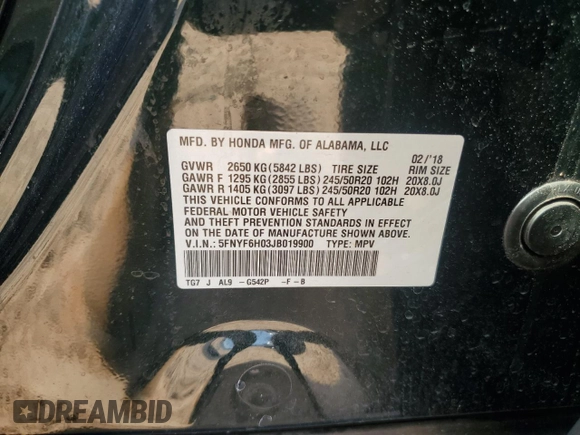 MFD. BY HONDA MFG. OF ALABAMA, LLC 02/'18
GVWR 2650 KG(5842 LBS) TIRE SIZE RIM SIZE
GAWR F 1295 KG(2855 LBS) 245/50R20 102H 20X8.0J
GAWR R 1405 KG(3097 LBS) 245/50R20 102H 20X8.0J
THIS VEHICLE CONFORMS TO ALL APPLICABLE
FEDERAL MOTOR VEHICLE SAFETY
AND THEFT PREVENTION STANDARDS IN EFFECT
ON THE DATE OF MANUFACTURE SHOWN ABOVE.
V.I.N.: 5FNYF6H03JB019900 TYPE: MPV
TG7 J AL9 -G542P -F-B
DREAMBID